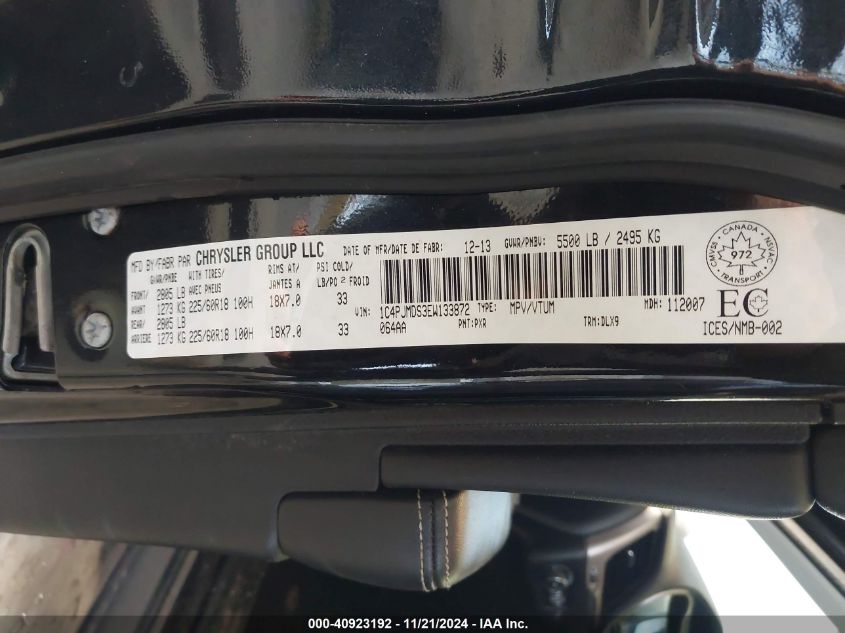 MFD BY/FABR PAR CHRYSLER GROUP LLC DATE OF MFR/DATE DE FABR: 12-13 GVWR/PNBV: 5500 LB / 2495 KG
GAWR/PNBE WITH TIRES/ RIMS AT/ PSI COLD/
AVEC PNEUS JANTES A LB/PO 2 FROID
FRONT/ 2805 LB
AVANT 1273 KG 225/60R18 100H 18X7.0 33
REAR/ 2805 LB
ARRIERE 1273 KG 225/60R18 100H 18X7.0 33
VIN: 1C4PJMDS3EW133872 TYPE: MPV/VTUM MDH: 112007
064AA PNT: PXR TRM: DLX9
CANADA
CMVSS NSVAC
972
EC
ICES/NMB-002
000-40923192 - 11/21/2024 - IAA Inc.